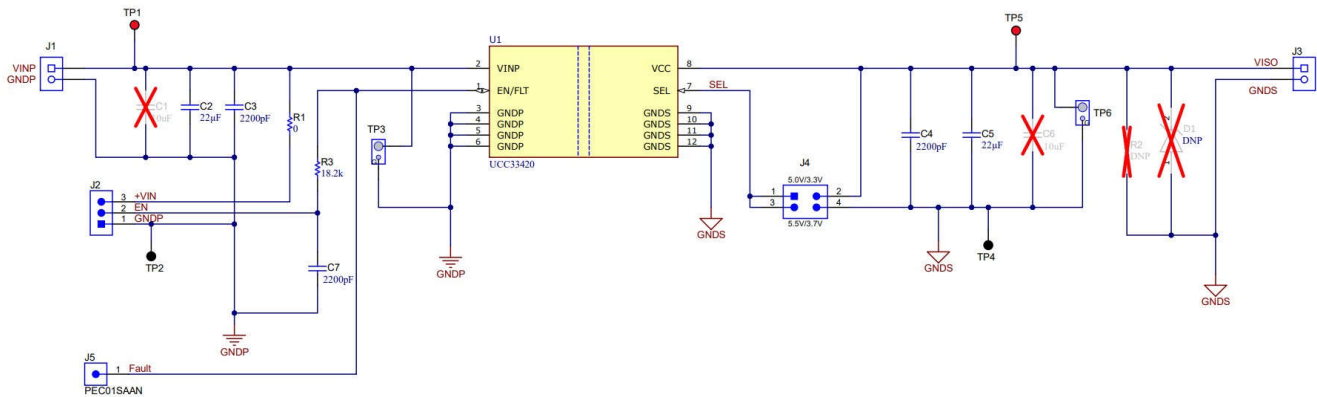 TP1
TP5
J1
VINP
GNDP
C1
10uF
C2
22µF
C3
2200pF
R1
0
R3
18.2k
J2
3 +VIN
2 EN
1 GNDP
TP2
C7
2200pF
GNDP
J5
1 Fault
PEC01SAAN
TP3
G
U1
2 VINP
1 EN/FLT
3 GNDP
4 GNDP
5 GNDP
6 GNDP
UCC33420
GNDP
VCC 8
SEL 7 SEL
GNDS 9
GNDS 10
GNDS 11
GNDS 12
GNDS
J4
5.0V/3.3V
1 2
3 4
5.5V/3.7V
C4
2200pF
C5
22µF
C6
10uF
TP6
G
GNDS
TP4
R2
DNP
2
D1
DNP
1
J3
VISO
GNDS
GNDS